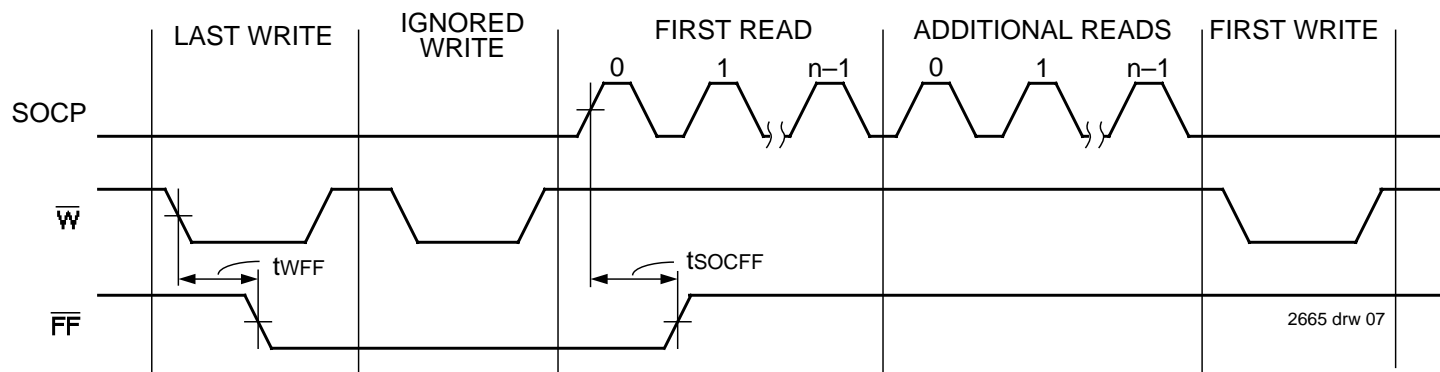 LAST WRITE
IGNORED
WRITE
FIRST READ
ADDITIONAL READS
FIRST WRITE
0 1 n–1 0 1 n–1
SOCP
W̅
tWFF
tSOCFF
F̅F̅
2665 drw 07